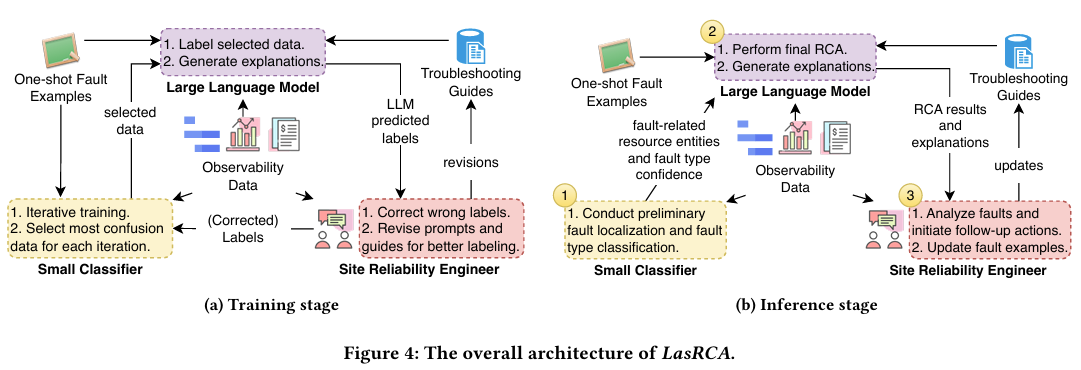 1. Label selected data.
2. Generate explanations.
Large Language Model
One-shot Fault
Examples
selected
data
LLM
predicted
labels
Troubleshooting
Guides
revisions
Observability
Data
1. Iterative training.
2. Select most confusion
data for each iteration.
Small Classifier
(Corrected)
Labels
1. Correct wrong labels.
2. Revise prompts and
guides for better labeling.
Site Reliability Engineer
(a) Training stage
2
1. Perform final RCA.
2. Generate explanations.
Large Language Model
One-shot Fault
Examples
fault-related
resource entities
and fault type
confidence
RCA results
and
explanations
Troubleshooting
Guides
updates
Observability
Data
1
1. Conduct preliminary
fault localization and fault
type classification.
Small Classifier
3
1. Analyze faults and
initiate follow-up actions.
2. Update fault examples.
Site Reliability Engineer
(b) Inference stage
Figure 4: The overall architecture of LasRCA.